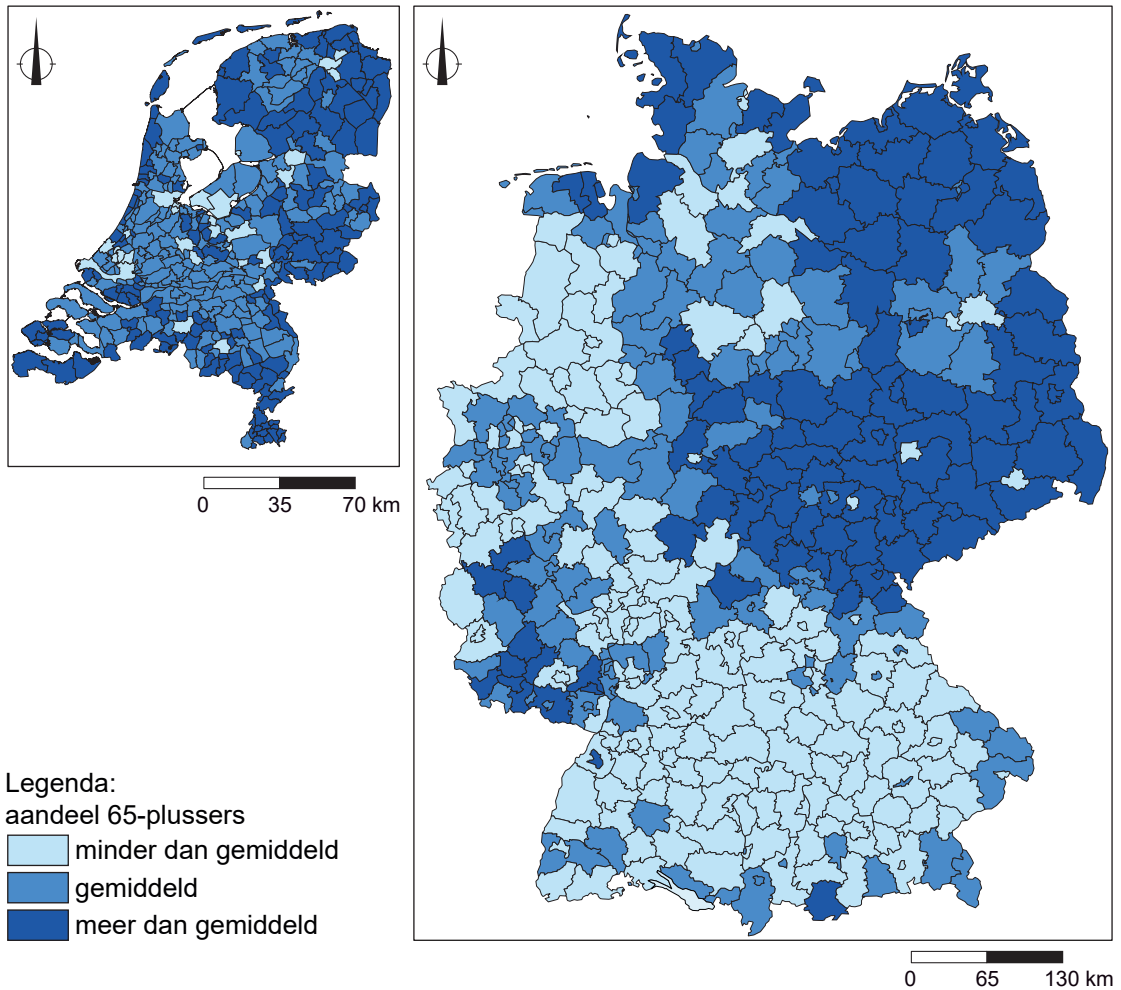 0 35 70 km
Legenda:
aandeel 65-plussers
minder dan gemiddeld
gemiddeld
meer dan gemiddeld
0 65 130 km